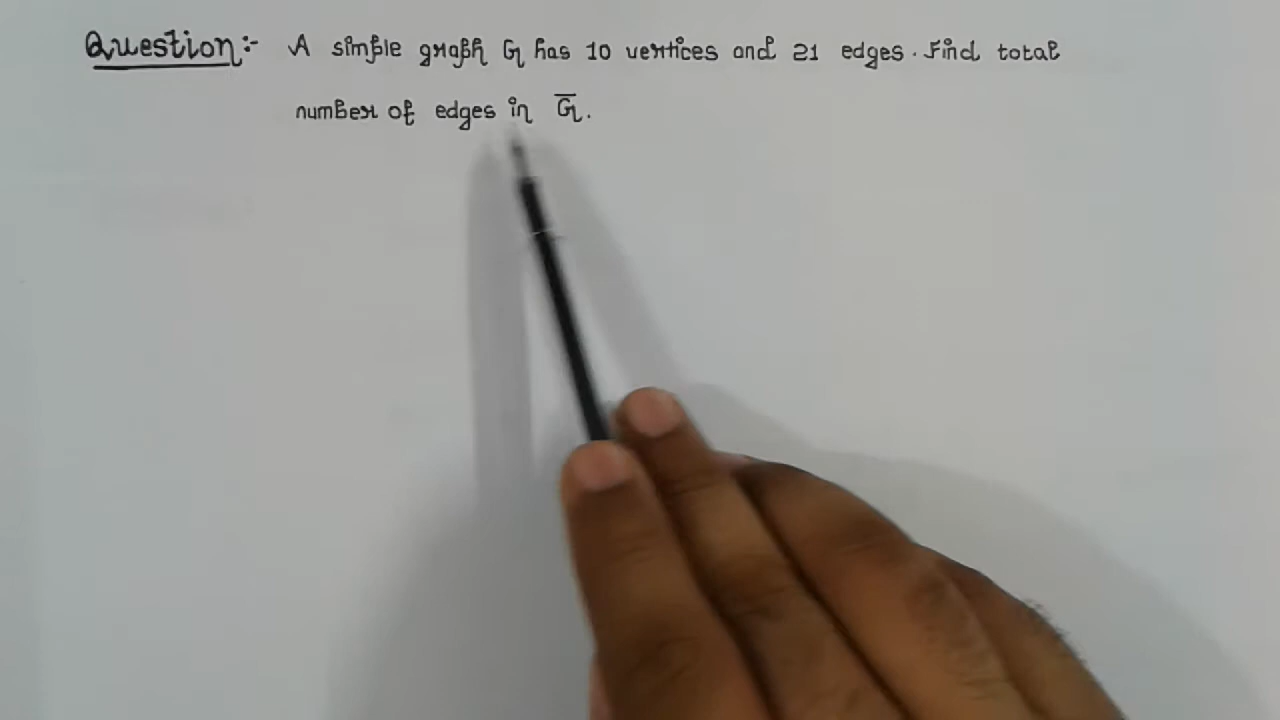 Question:- A simple graph G has 10 vertices and 21 edges. Find total
number of edges in G̅.